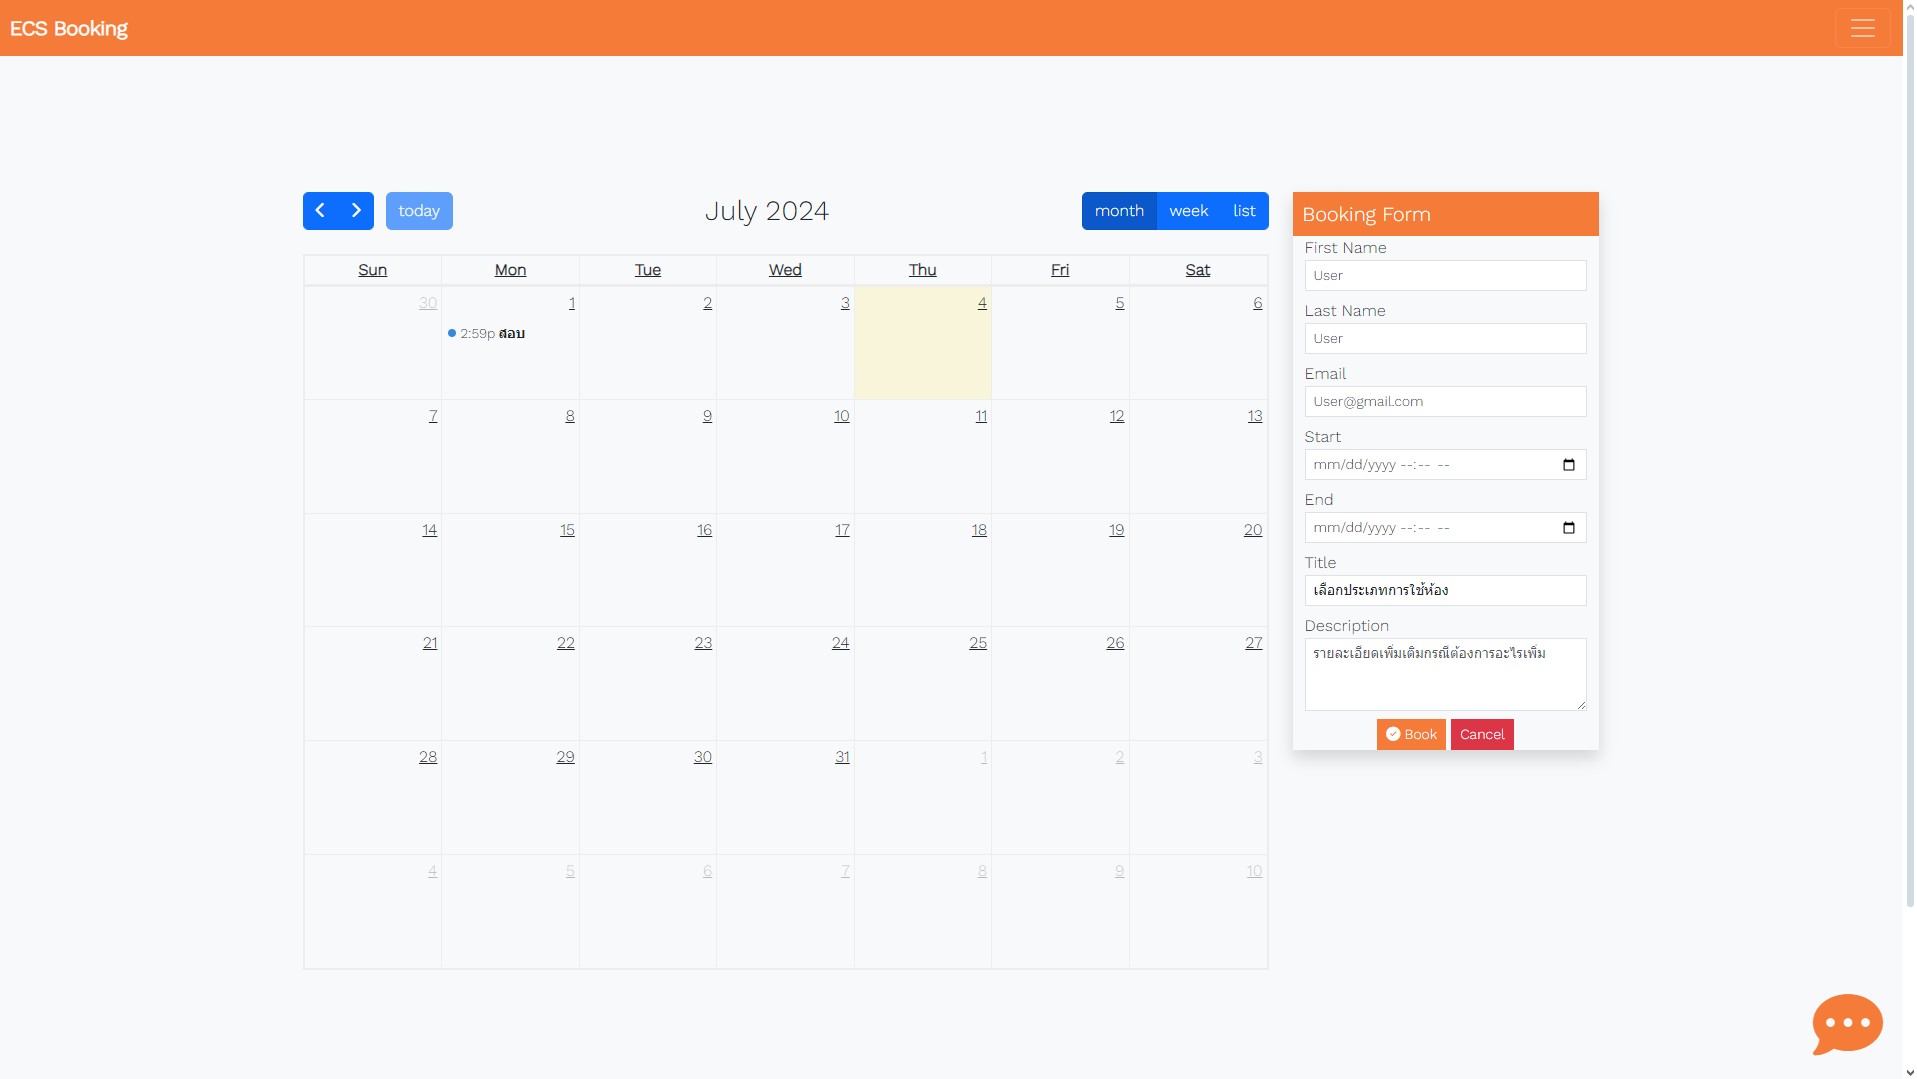 ECS Booking
today
July 2024
month week list
Sun Mon Tue Wed Thu Fri Sat
30 1 2 3 4 5 6
2:59p สอบ
7 8 9 10 11 12 13
14 15 16 17 18 19 20
21 22 23 24 25 26 27
28 29 30 31 1 2 3
4 5 6 7 8 9 10
Booking Form
First Name
User
Last Name
User
Email
User@gmail.com
Start
mm/dd/yyyy --:-- --
End
mm/dd/yyyy --:-- --
Title
เลือกประเภทการใช้ห้อง
Description
รายละเอียดเพิ่มเติมกรณีต้องการอะไรเพิ่ม
Book Cancel